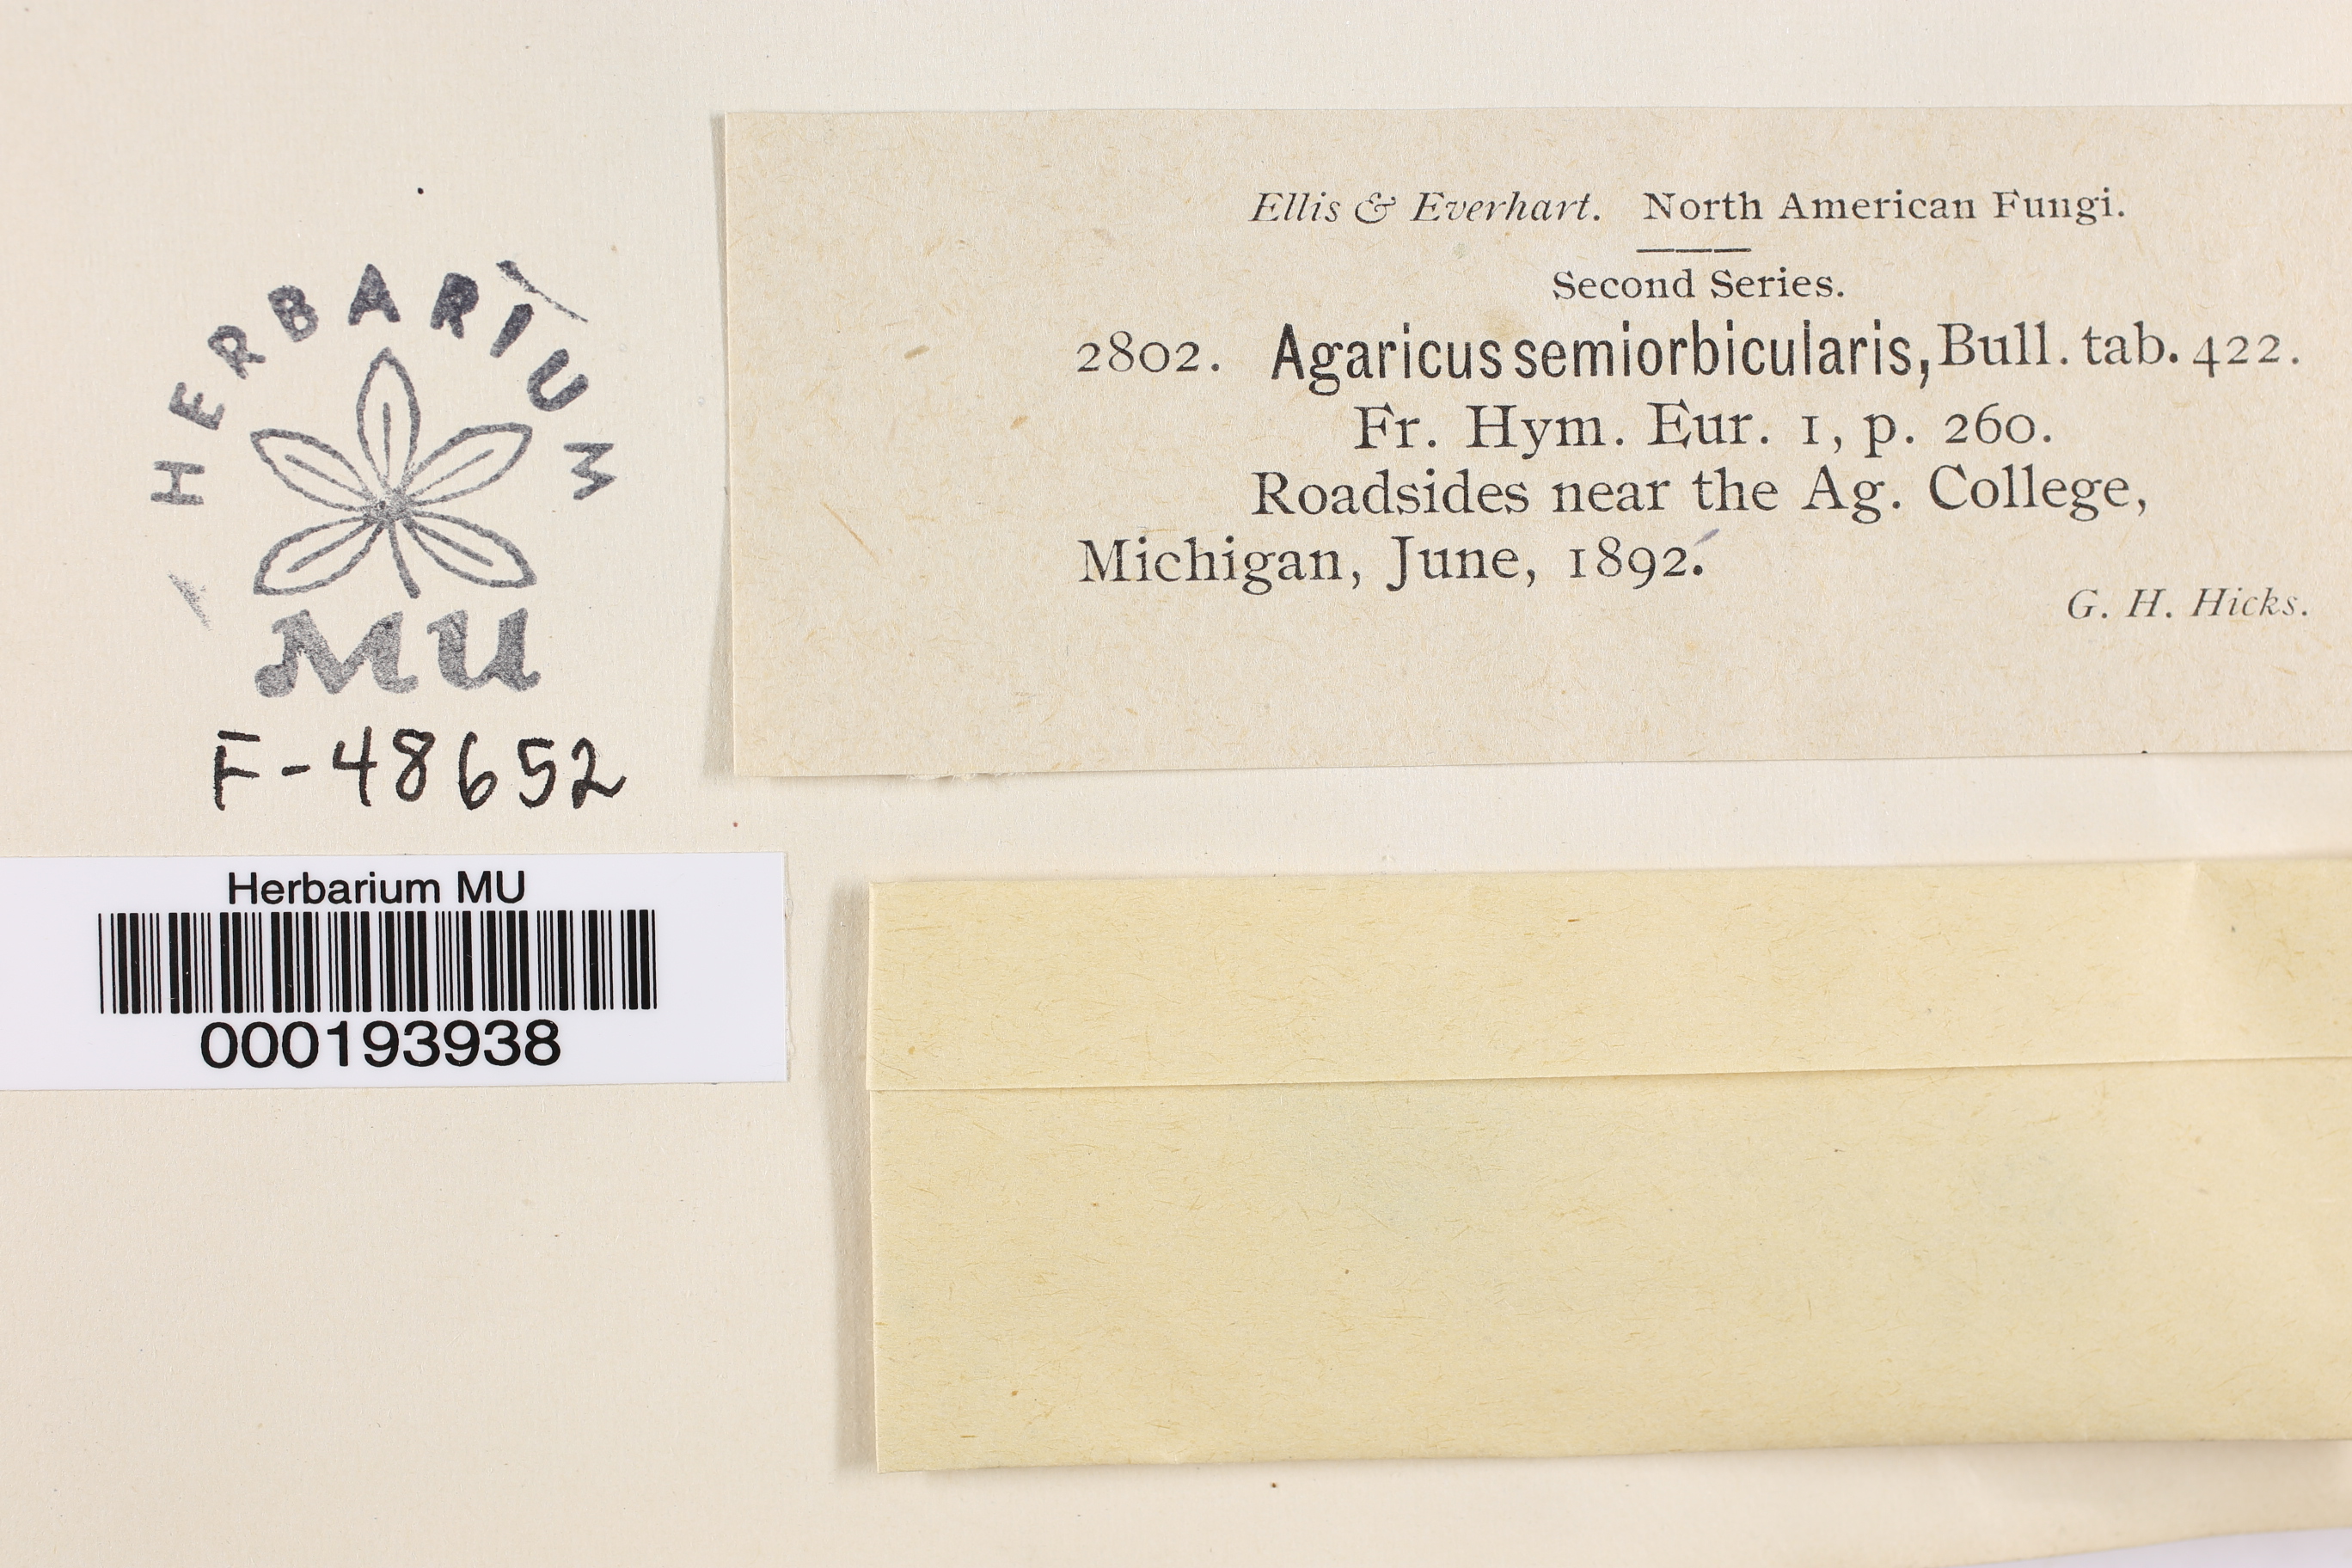 HERBARIUM
MU
F-48652
Herbarium MU
000193938
Ellis & Everhart. North American Fungi.
Second Series.
2802. Agaricus semiorbicularis, Bull. tab. 422.
Fr. Hym. Eur. 1, p. 260.
Roadsides near the Ag. College,
Michigan, June, 1892.
G. H. Hicks.